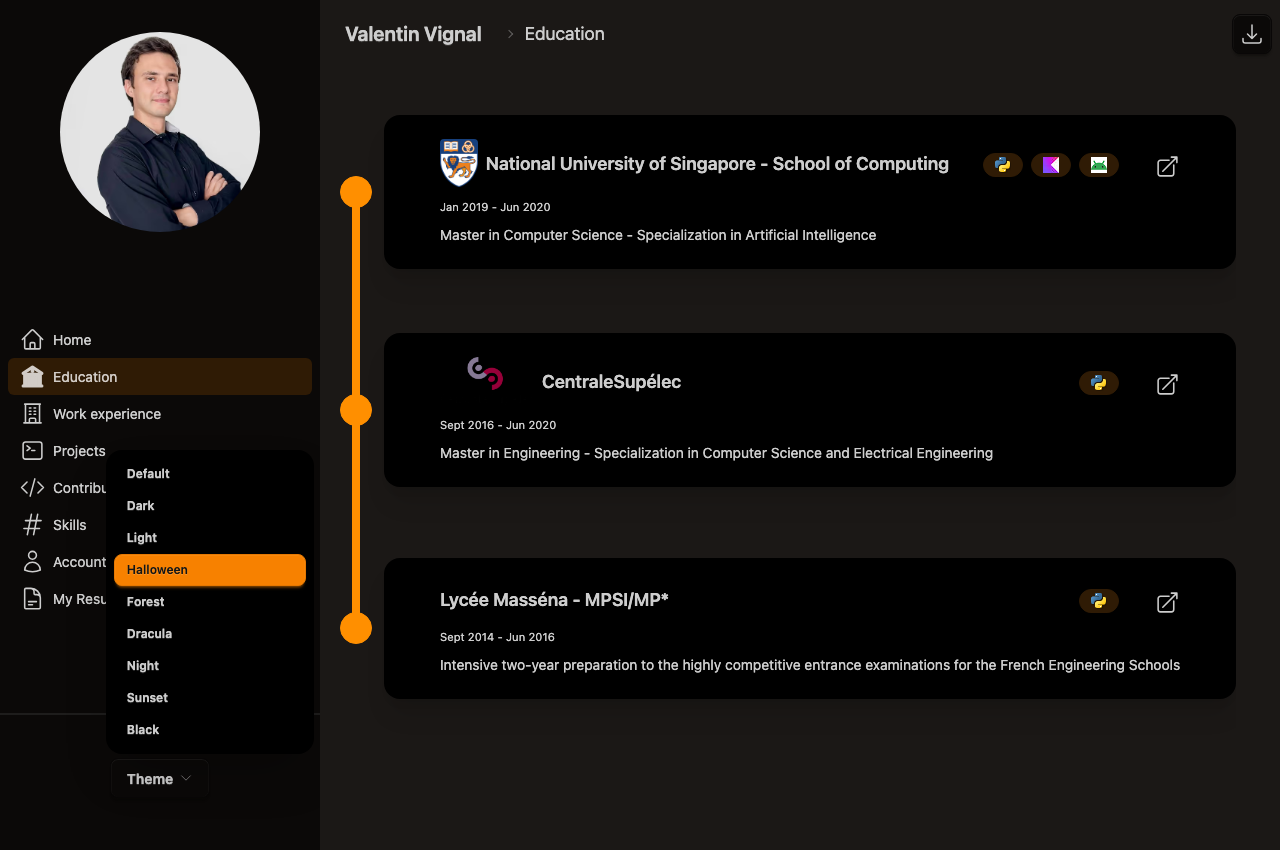 Valentin Vignal
Education
Home
Education
Work experience
Projects
Contribu
Skills
Account
My Resu
Default
Dark
Light
Halloween
Forest
Dracula
Night
Sunset
Black
Theme
National University of Singapore - School of Computing
Jan 2019 - Jun 2020
Master in Computer Science - Specialization in Artificial Intelligence
CentraleSupélec
Sept 2016 - Jun 2020
Master in Engineering - Specialization in Computer Science and Electrical Engineering
Lycée Masséna - MPSI/MP*
Sept 2014 - Jun 2016
Intensive two-year preparation to the highly competitive entrance examinations for the French Engineering Schools